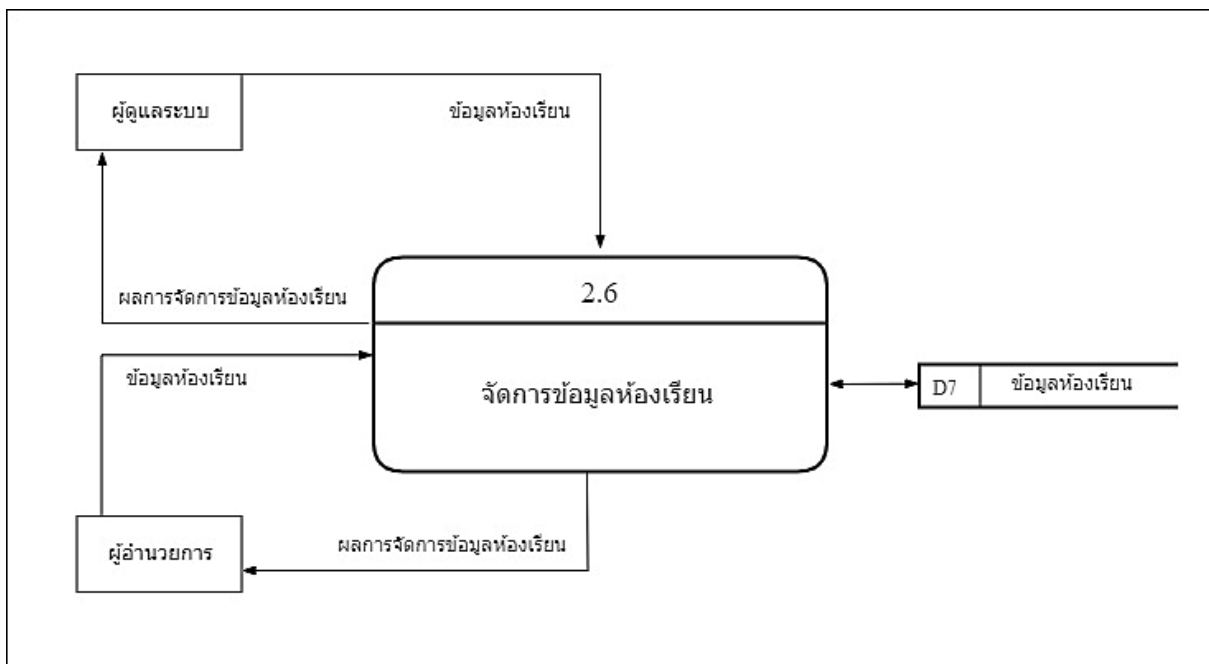 ผู้ดูแลระบบ
ข้อมูลห้องเรียน
2.6
ผลการจัดการข้อมูลห้องเรียน
ข้อมูลห้องเรียน
จัดการข้อมูลห้องเรียน
D7
ข้อมูลห้องเรียน
ผู้อำนวยการ
ผลการจัดการข้อมูลห้องเรียน